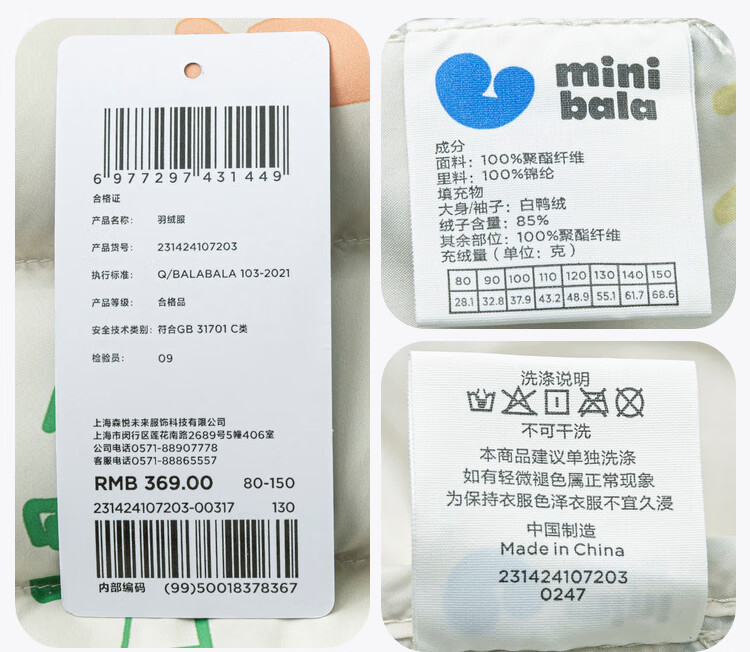 6 977297 431449
合格证
产品名称: 羽绒服
产品货号: 231424107203
执行标准: Q/BALABALA 103-2021
产品等级: 合格品
安全技术类别: 符合GB 31701 C类
检验员: 09
上海森悦未来服饰科技有限公司
上海市闵行区莲花南路2689号5幢406室
公司电话0571-88907778
客服电话0571-88865557
RMB 369.00 80-150
231424107203-00317 130
内部编码 (99)50018378367
mini
bala
成分
面料: 100%聚酯纤维
里料: 100%锦纶
填充物
大身/袖子: 白鸭绒
绒子含量: 85%
其余部位: 100%聚酯纤维
充绒量 (单位: 克)
80 90 100 110 120 130 140 150
28.1 32.8 37.9 43.2 48.9 55.1 61.7 68.6
洗涤说明
不可干洗
本商品建议单独洗涤
如有轻微褪色属正常现象
为保持衣服色泽衣服不宜久浸
中国制造
Made in China
231424107203
0247